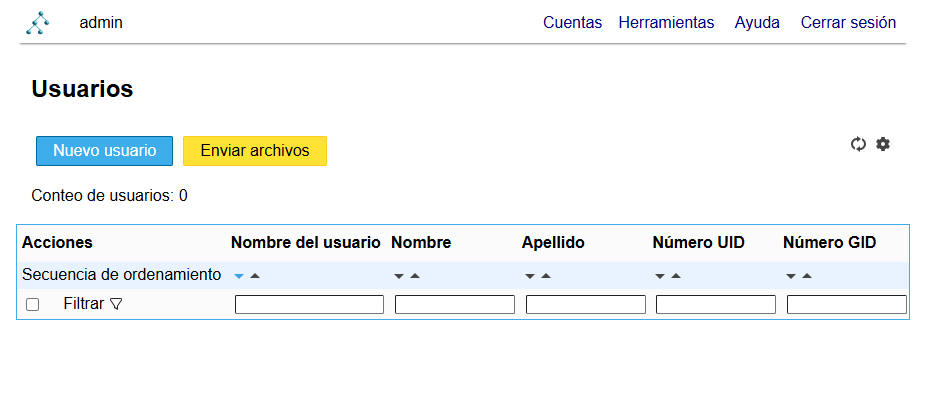 admin Cuentas Herramientas Ayuda Cerrar sesión
Usuarios
Nuevo usuario Enviar archivos
Conteo de usuarios: 0
Acciones Nombre del usuario Nombre Apellido Número UID Número GID
Secuencia de ordenamiento
Filtrar